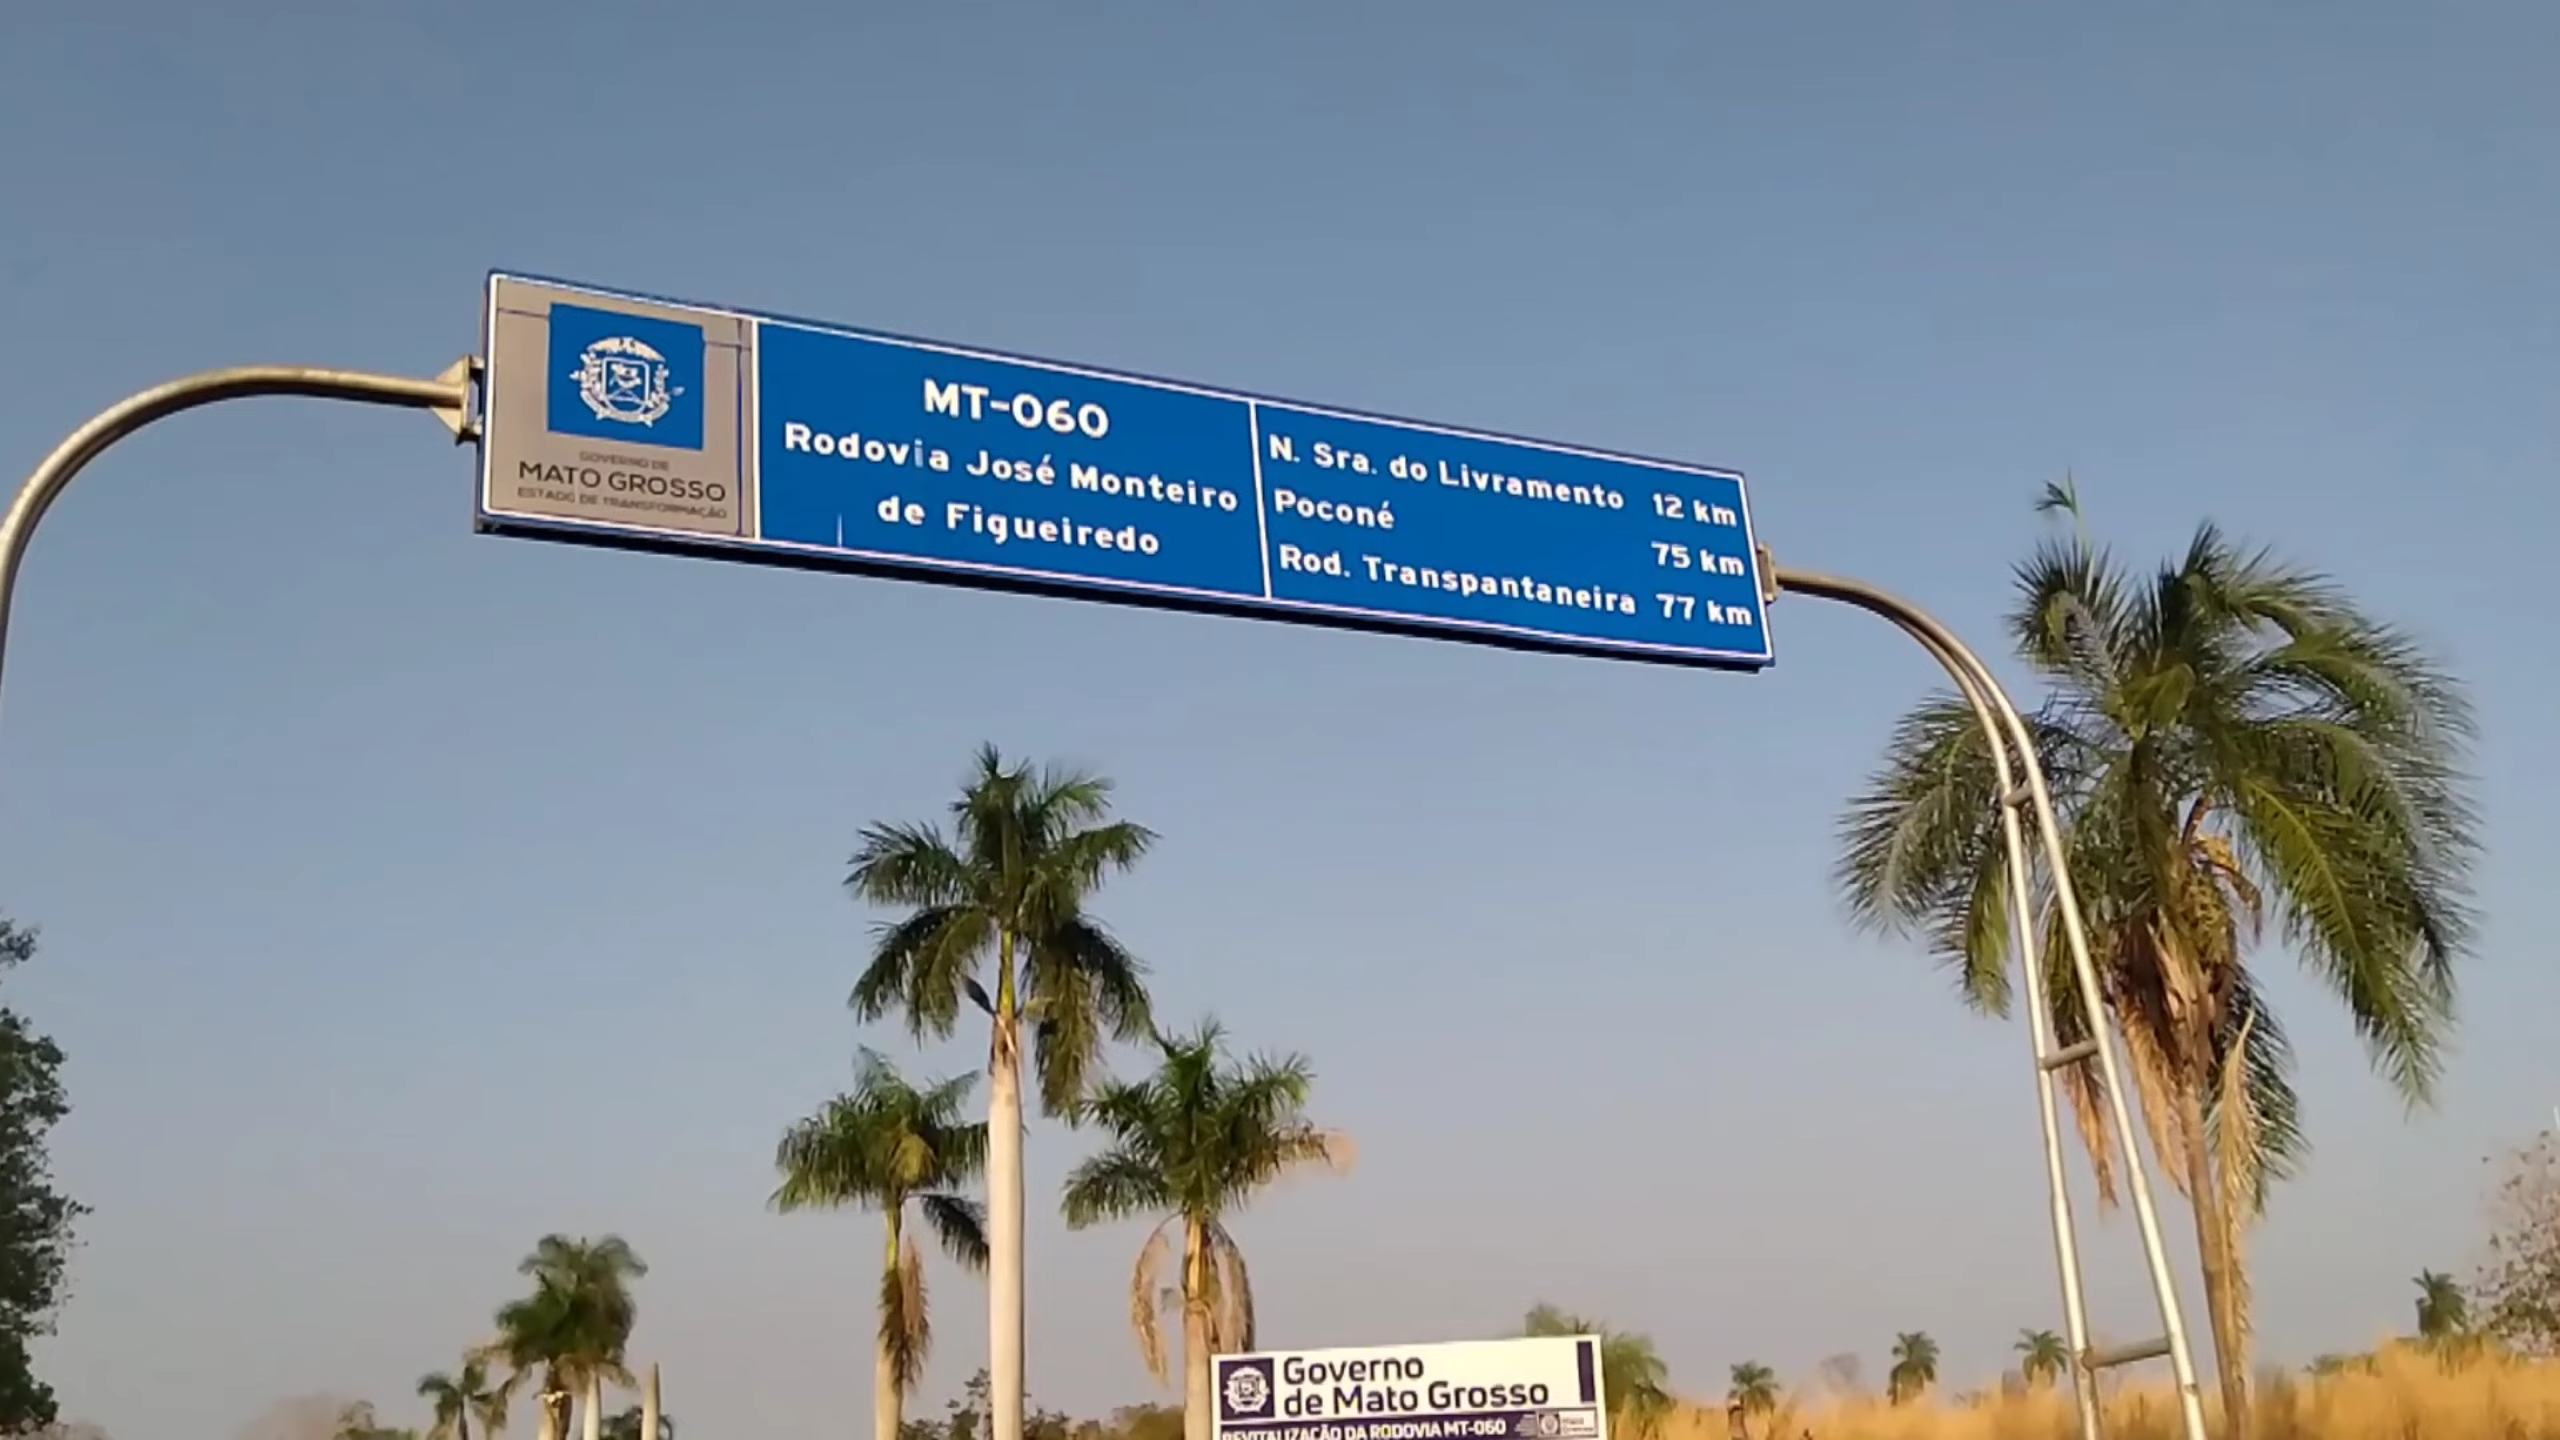 GOVERNO DE
MATO GROSSO
ESTADO DE TRANSFORMAÇÃO
MT-060
Rodovia José Monteiro
de Figueiredo
N. Sra. do Livramento 12 km
Poconé 75 km
Rod. Transpantaneira 77 km
Governo
de Mato Grosso
REVITALIZAÇÃO DA RODOVIA MT-060